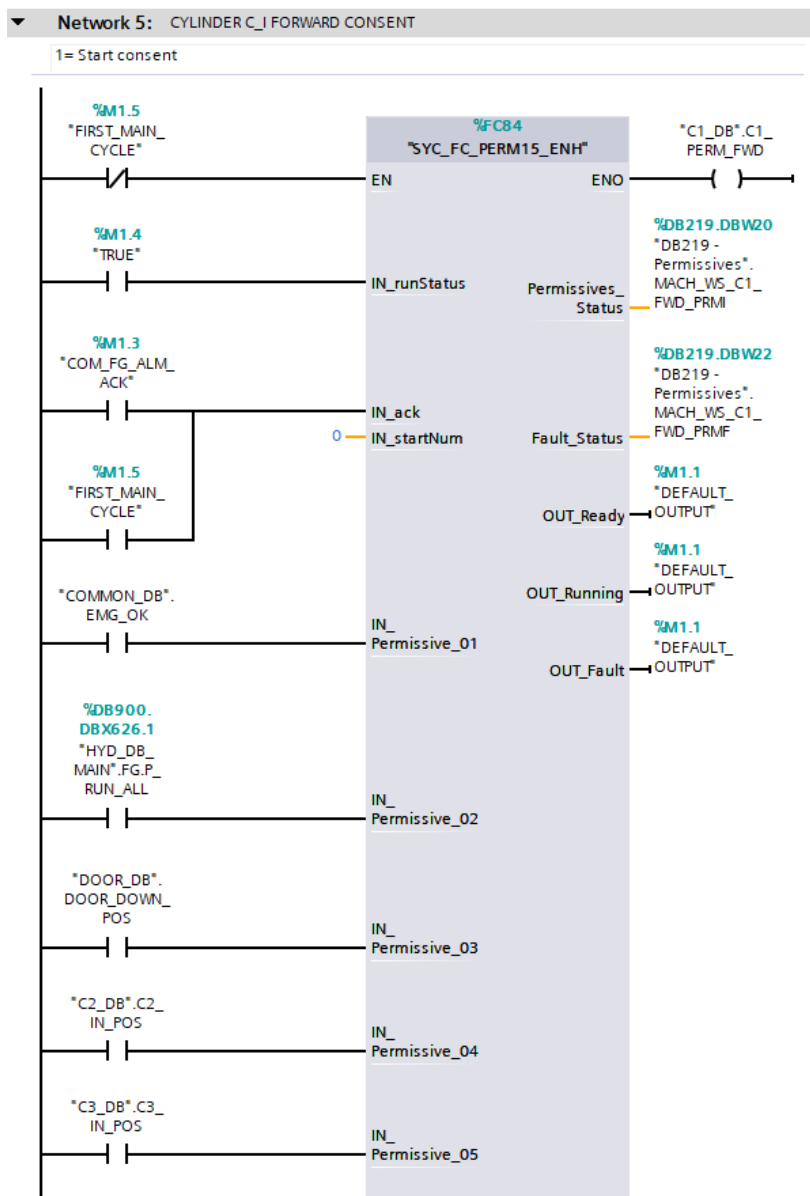 Network 5: CYLINDER C_I FORWARD CONSENT
1= Start consent
%M1.5
"FIRST_MAIN_
CYCLE"
%FC84
"SYC_FC_PERM15_ENH"
"C1_DB".C1_
PERM_FWD
EN
ENO
%M1.4
"TRUE"
IN_runStatus
Permissives_
Status
%DB219.DBW20
"DB219 -
Permissives".
MACH_WS_C1_
FWD_PRMI
%M1.3
"COM_FG_ALM_
ACK"
IN_ack
0
IN_startNum
Fault_Status
%DB219.DBW22
"DB219 -
Permissives".
MACH_WS_C1_
FWD_PRMF
%M1.5
"FIRST_MAIN_
CYCLE"
OUT_Ready
%M1.1
"DEFAULT_
OUTPUT"
OUT_Running
%M1.1
"DEFAULT_
OUTPUT"
"COMMON_DB".
EMG_OK
IN_
Permissive_01
OUT_Fault
%M1.1
"DEFAULT_
OUTPUT"
%DB900.
DBX626.1
"HYD_DB_
MAIN".FG.P_
RUN_ALL
IN_
Permissive_02
"DOOR_DB".
DOOR_DOWN_
POS
IN_
Permissive_03
"C2_DB".C2_
IN_POS
IN_
Permissive_04
"C3_DB".C3_
IN_POS
IN_
Permissive_05